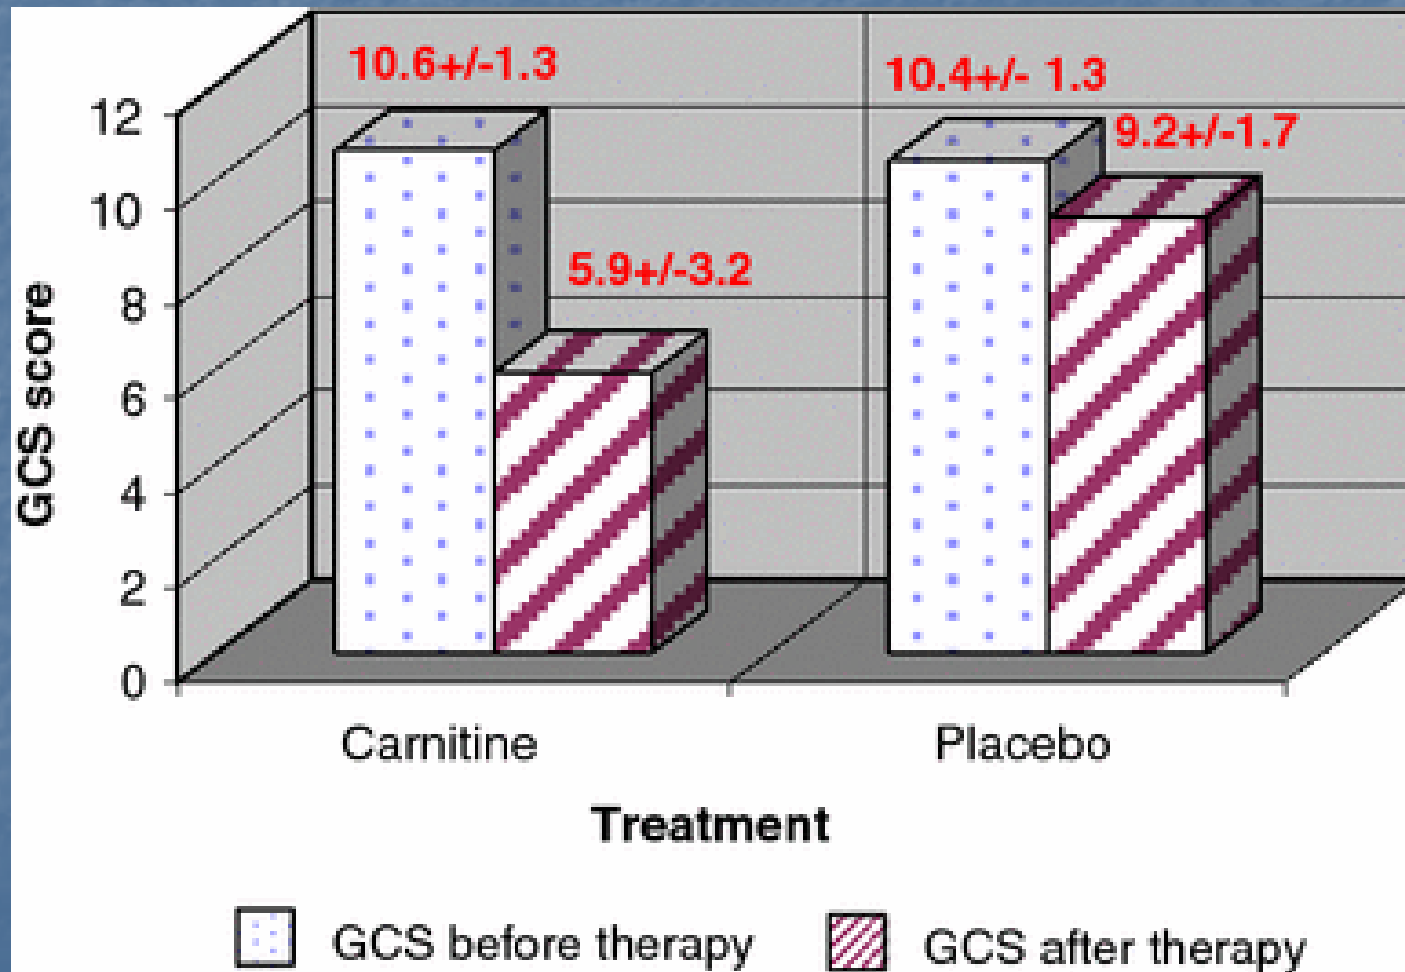 10.6+/-1.3
10.4+/- 1.3
9.2+/-1.7
5.9+/-3.2
12
10
8
6
4
2
0
GCS score
Carnitine
Placebo
Treatment
GCS before therapy
GCS after therapy